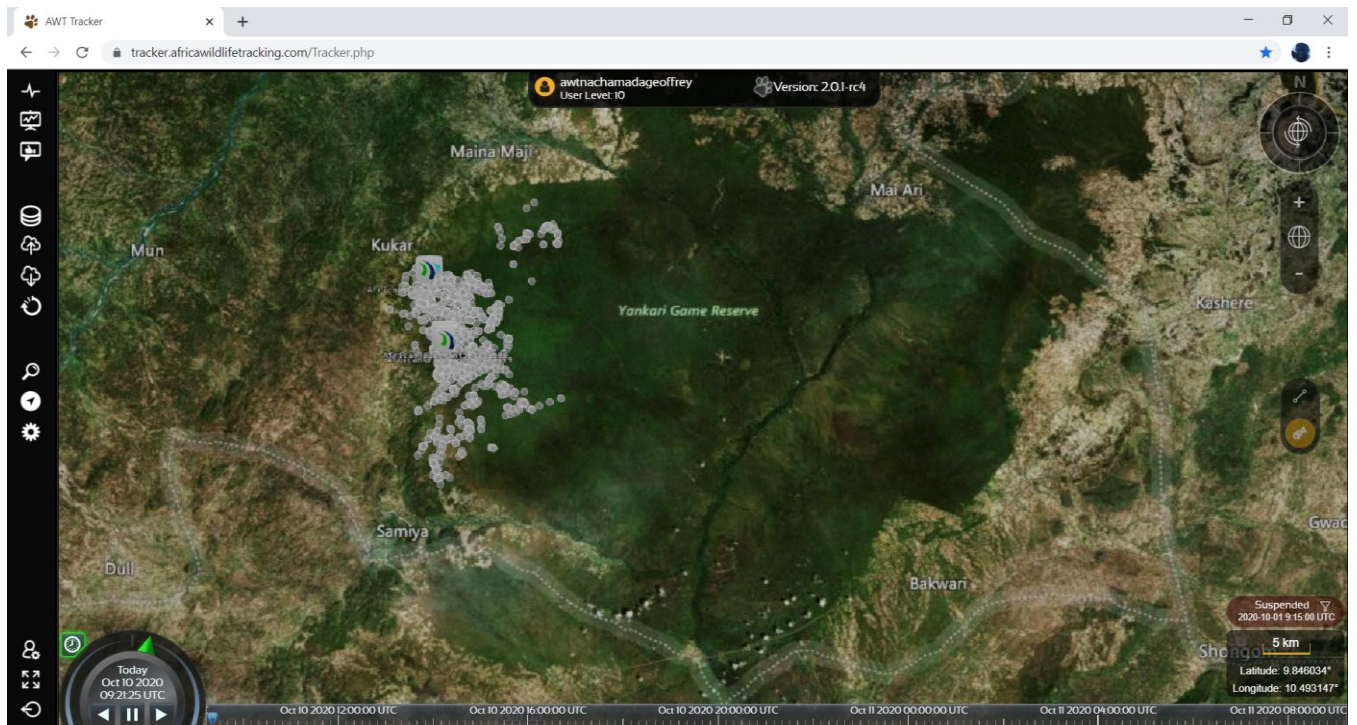 AWT Tracker
tracker.africawildlifetracking.com/Tracker.php
awtnachamadageoffrey
User Level: 10
Version: 2.0.1-rc4
N
Maina Maji
Mai Ari
Mun
Kukar
Kashere
Yankari Game Reserve
Samiya
Gwad
Dull
Bakwari
Suspended
2020-10-01 9:15:00 UTC
5 km
Latitude: 9.846034°
Longitude: 10.493147°
Today
Oct 10 2020
09:21:25 UTC
Oct 10 2020 12:00:00 UTC
Oct 10 2020 16:00:00 UTC
Oct 10 2020 20:00:00 UTC
Oct 11 2020 00:00:00 UTC
Oct 11 2020 04:00:00 UTC
Oct 11 2020 08:00:00 UTC